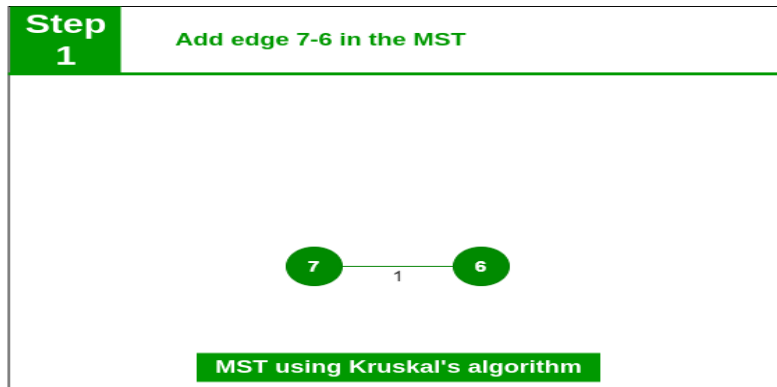 Step
1
Add edge 7-6 in the MST
7
6
1
MST using Kruskal's algorithm